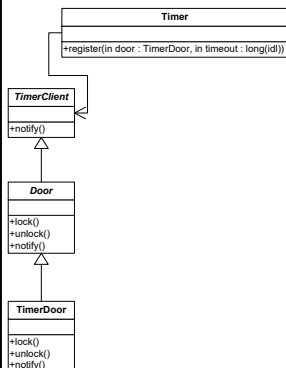 Timer
+register(in door : TimerDoor, in timeout : long(idl))
TimerClient
+notify()
Door
+lock()
+unlock()
+notify()
TimerDoor
+lock()
+unlock()
+notify()